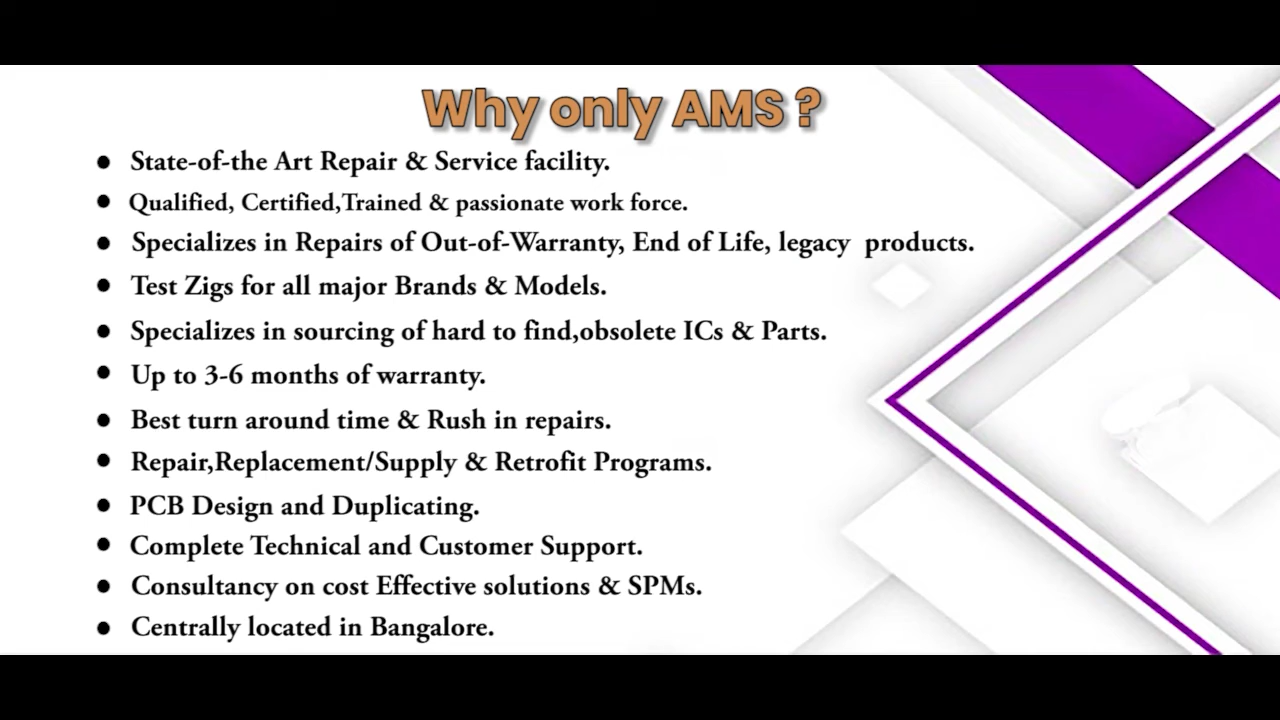 Why only AMS ?
● State-of-the Art Repair & Service facility.
● Qualified, Certified,Trained & passionate work force.
● Specializes in Repairs of Out-of-Warranty, End of Life, legacy  products.
● Test Zigs for all major Brands & Models.
● Specializes in sourcing of hard to find,obsolete ICs & Parts.
● Up to 3-6 months of warranty.
● Best turn around time & Rush in repairs.
● Repair,Replacement/Supply & Retrofit Programs.
● PCB Design and Duplicating.
● Complete Technical and Customer Support.
● Consultancy on cost Effective solutions & SPMs.
● Centrally located in Bangalore.